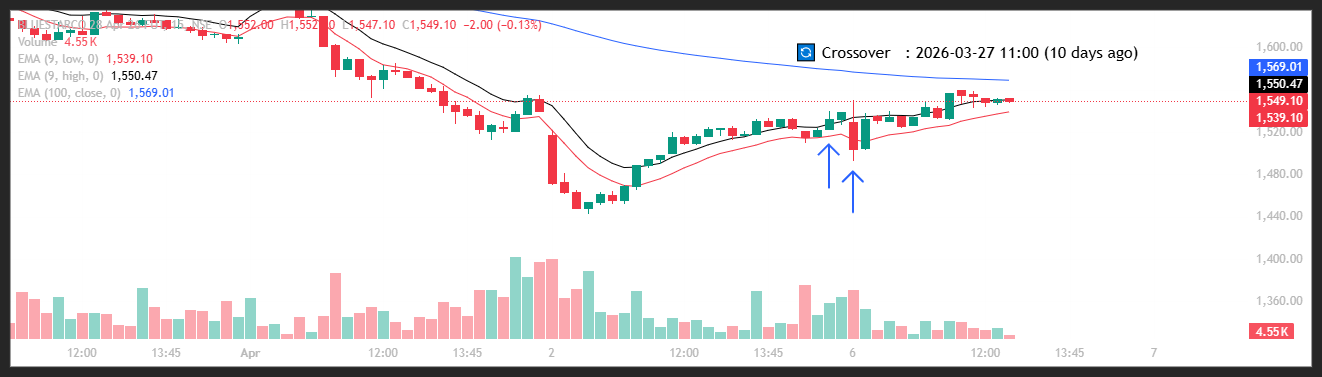 NSE O1,552.00 H1,552.00 L1,547.10 C1,549.10 -2.00 (-0.13%)
Volume 4.55K
EMA (9, low, 0) 1,539.10
EMA (9, high, 0) 1,550.47
EMA (100, close, 0) 1,569.01
Crossover : 2026-03-27 11:00 (10 days ago)
1,600.00
1,569.01
1,550.47
1,549.10
1,539.10
1,520.00
1,480.00
1,440.00
1,400.00
1,360.00
4.55K
12:00 13:45 Apr 12:00 13:45 2 12:00 13:45 6 12:00 13:45 7